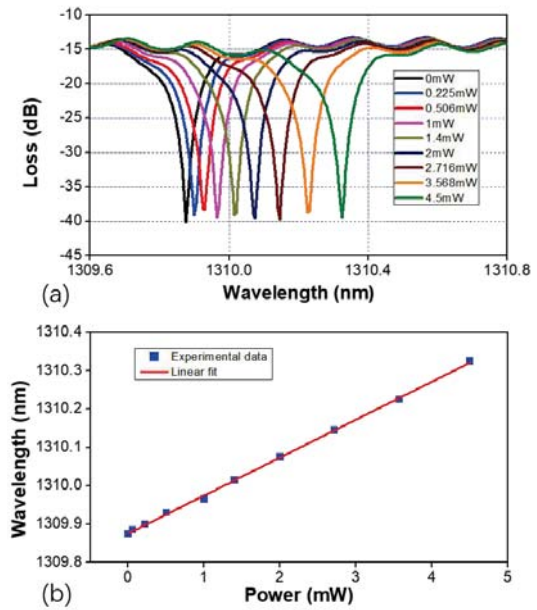 -10
-15
-20
-25
-30
-35
-40
-45
Loss (dB)
0mW
0.225mW
0.506mW
1mW
1.4mW
2mW
2.716mW
3.568mW
4.5mW
1309.6 1310.0 1310.4 1310.8
(a) Wavelength (nm)
1310.4
1310.3
1310.2
1310.1
1310.0
1309.9
1309.8
Wavelength (nm)
Experimental data
Linear fit
0 1 2 3 4 5
(b) Power (mW)